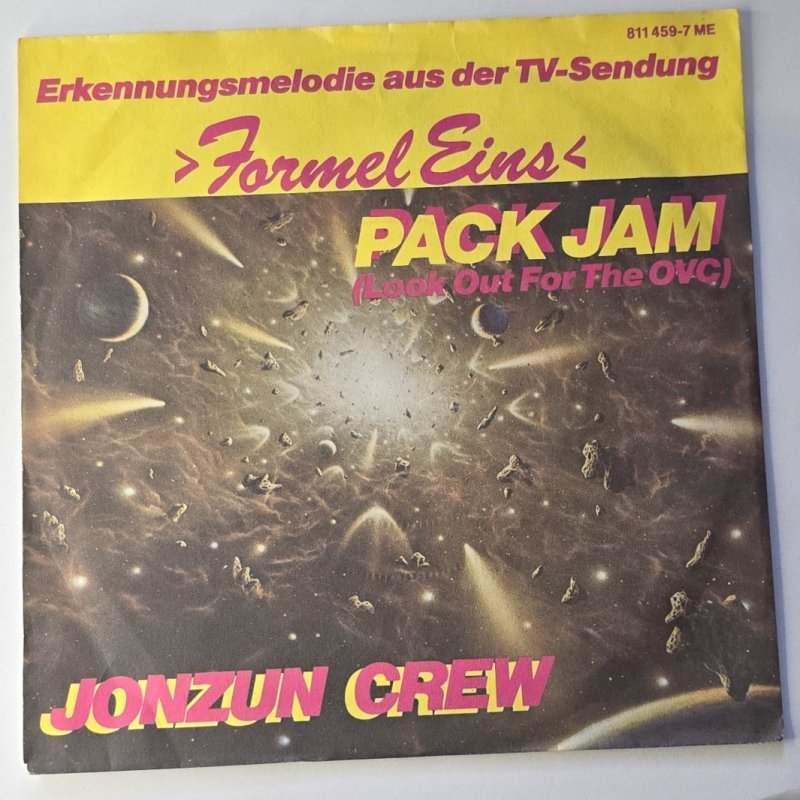 811 459-7 ME
Erkennungsmelodie aus der TV-Sendung
>Formel Eins<
PACK JAM
(Look Out For The OVC)
JONZUN CREW